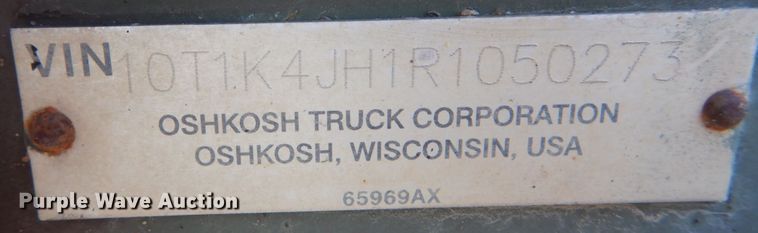 VIN 10T1K4JH1R1050273
OSHKOSH TRUCK CORPORATION
OSHKOSH, WISCONSIN, USA
65969AX
Purple Wave Auction